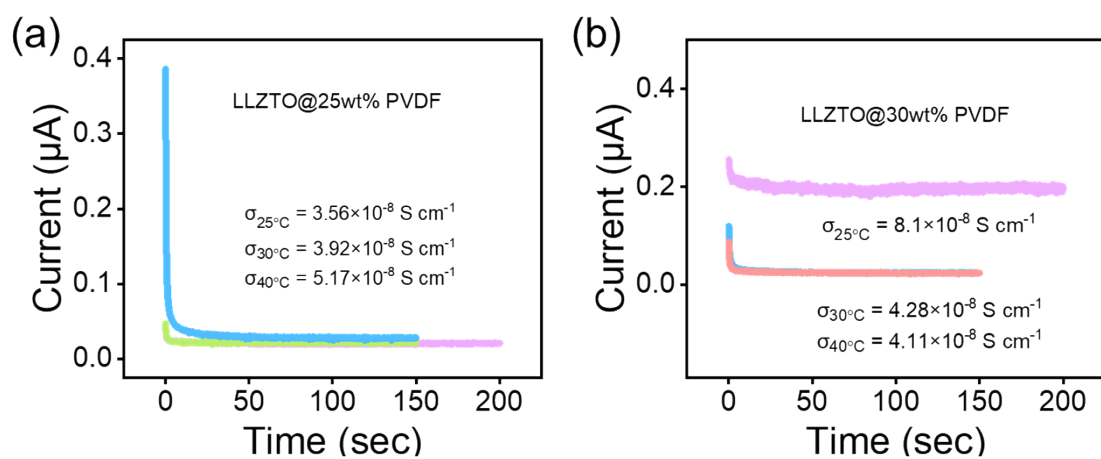 (a)
LLZTO@25wt% PVDF
σ25°C = 3.56×10-8 S cm-1
σ30°C = 3.92×10-8 S cm-1
σ40°C = 5.17×10-8 S cm-1
Current (μA)
0.4
0.3
0.2
0.1
0.0
0 50 100 150 200
Time (sec)
(b)
LLZTO@30wt% PVDF
σ25°C = 8.1×10-8 S cm-1
σ30°C = 4.28×10-8 S cm-1
σ40°C = 4.11×10-8 S cm-1
Current (μA)
0.4
0.2
0.0
0 50 100 150 200
Time (sec)